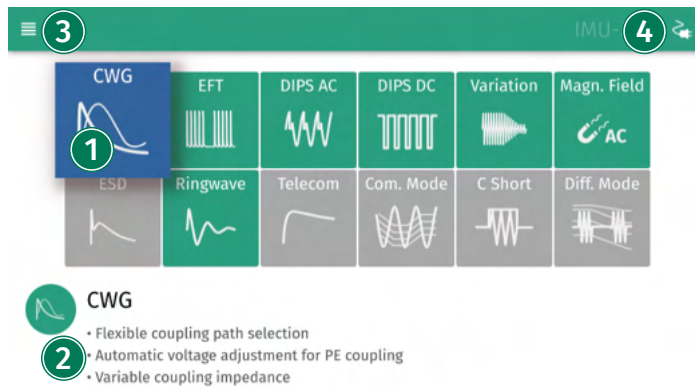 3
IMU-
4
CWG
EFT
DIPS AC
DIPS DC
Variation
Magn. Field
1
AC
ESD
Ringwave
Telecom
Com. Mode
C Short
Diff. Mode
CWG
• Flexible coupling path selection
2
• Automatic voltage adjustment for PE coupling
• Variable coupling impedance